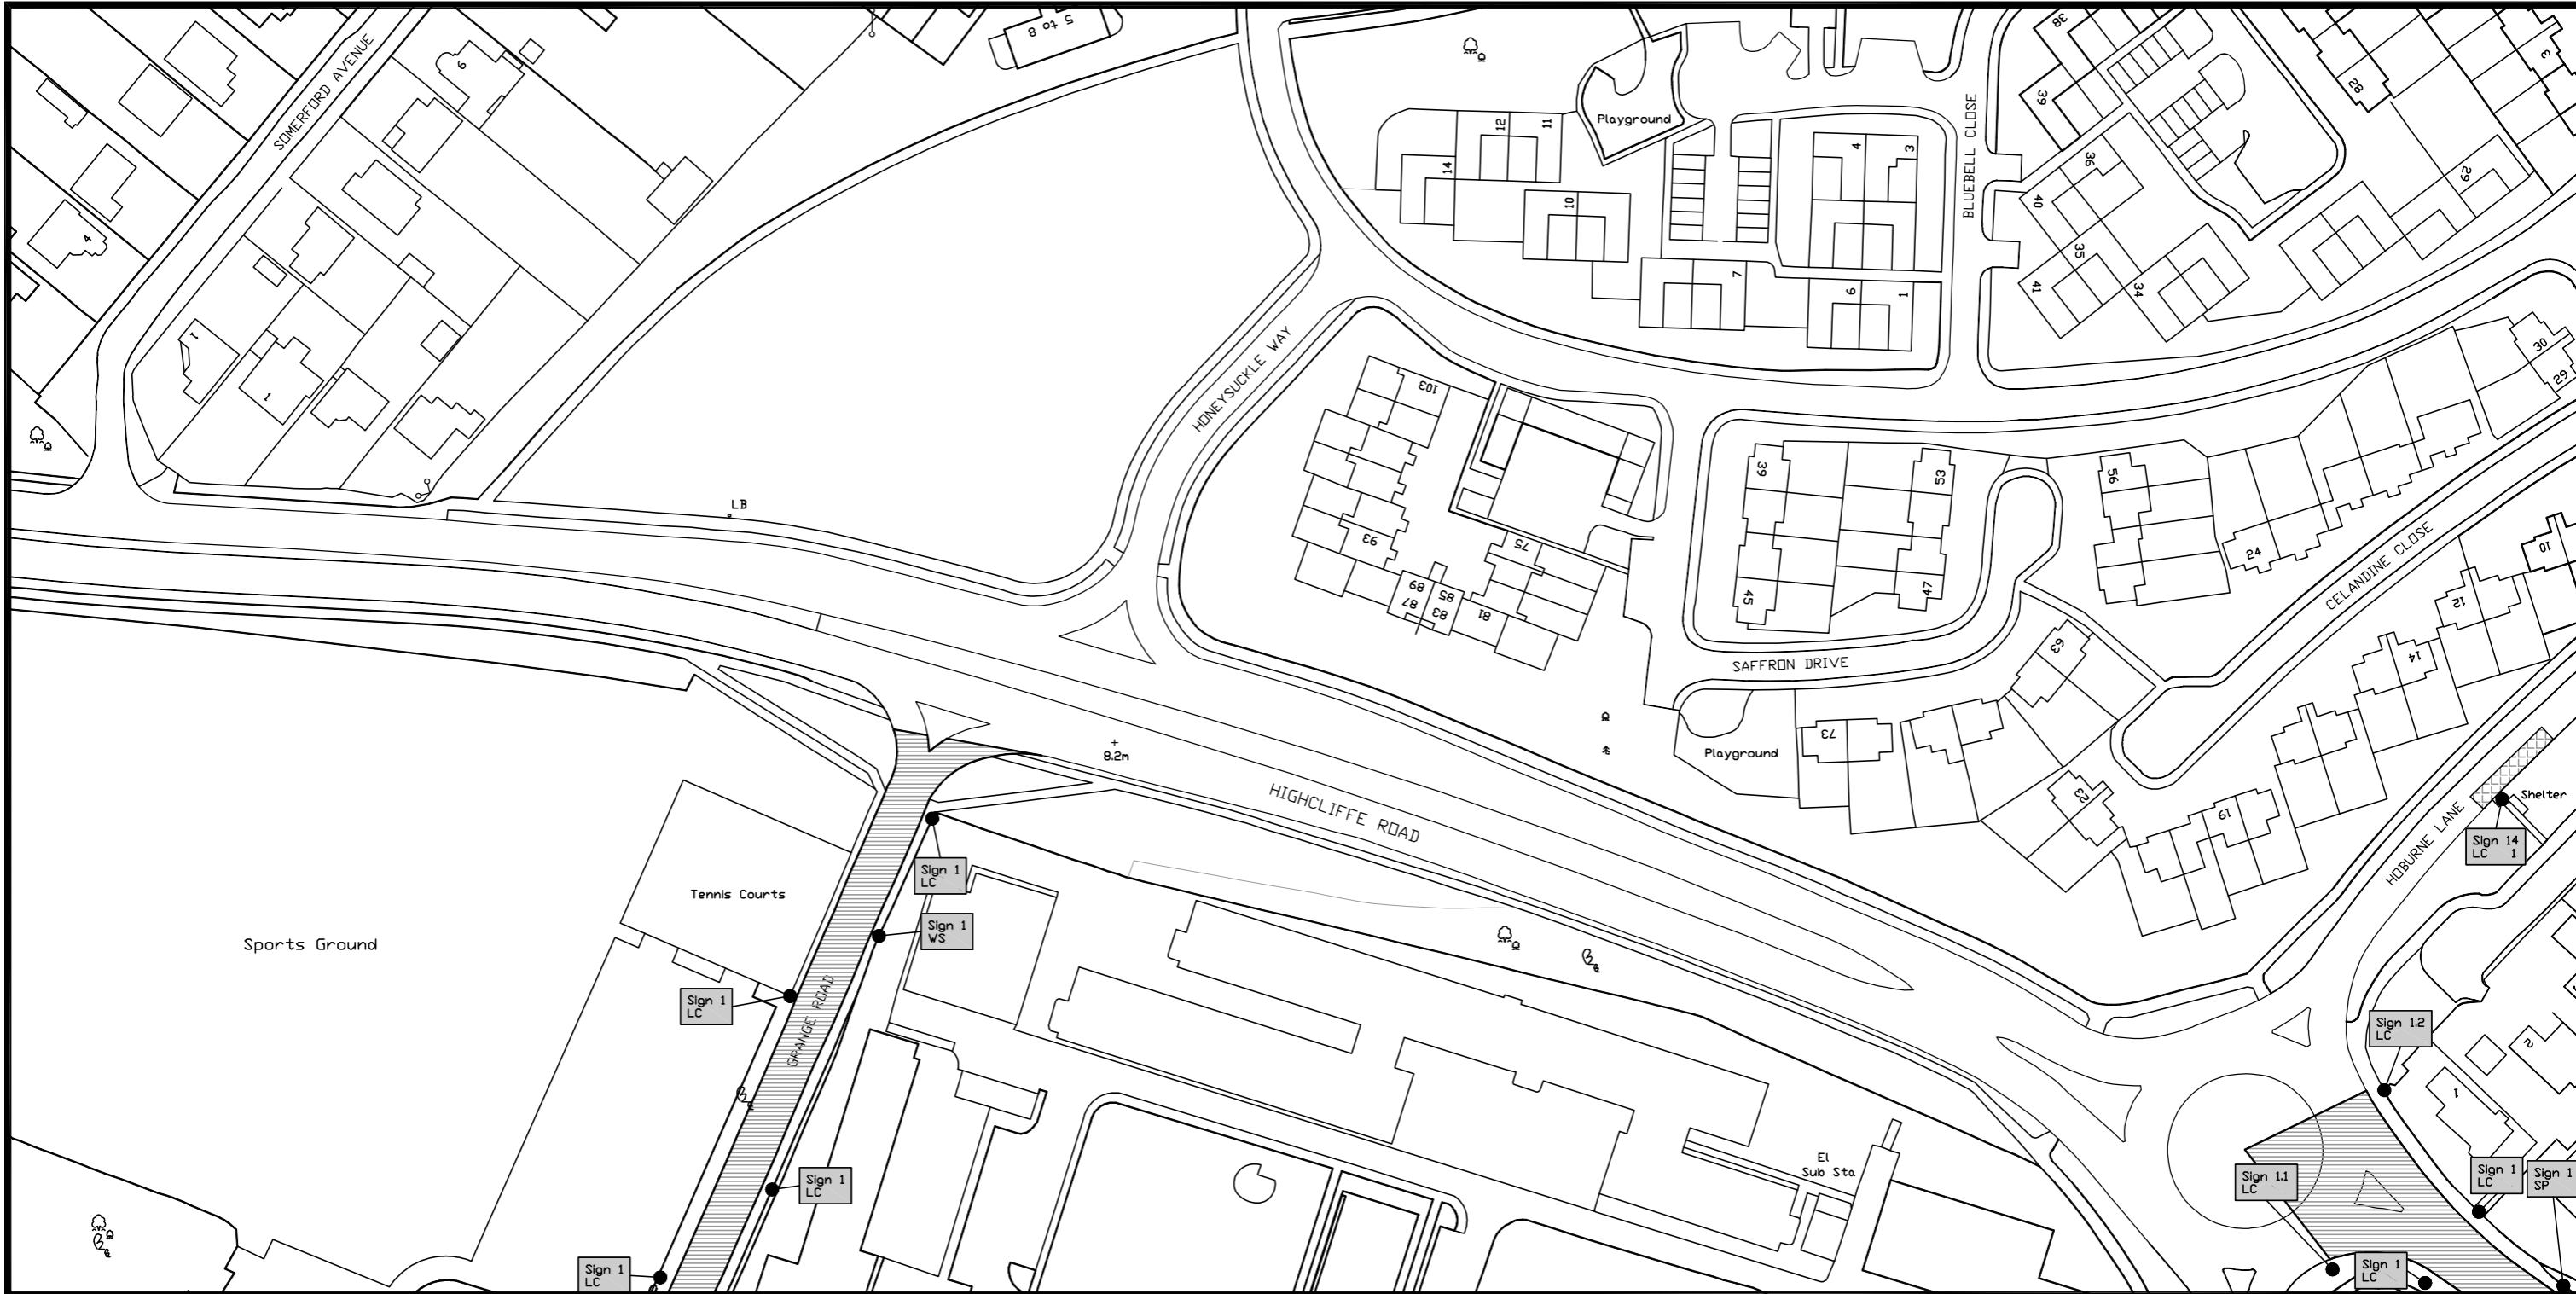 5 to 8
38
3
SOMERFORD AVENUE
6
28
39
Playground
BLUEBELL CLOSE
12
11
14
4
3
36
29
10
40
4
35
7
41
34
6
1
1
1
HONEYSUCKLE WAY
103
30
29
39
53
56
LB
93
75
24
CELANDINE CLOSE
10
89
87
85
83
81
45
47
12
63
14
SAFFRON DRIVE
73
Playground
8.2m
23
19
HIGHCLIFFE ROAD
Shelter
HOBURNE LANE
Sign 14
LC 1
Sign 1
LC
Tennis Courts
Sign 1
WS
Sports Ground
Sign 1
LC
GRANGE ROAD
Sign 1.2
LC
2
1
El
Sub Sta
Sign 1
LC
Sign 1.1
LC
Sign 1
LC
Sign 1
SP
Sign 1
LC
Sign 1
LC